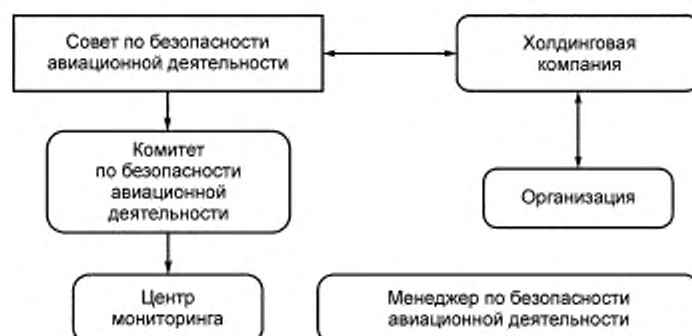 Совет по безопасности
авиационной деятельности
Холдинговая
компания
Комитет
по безопасности
авиационной
деятельности
Организация
Центр
мониторинга
Менеджер по безопасности
авиационной деятельности